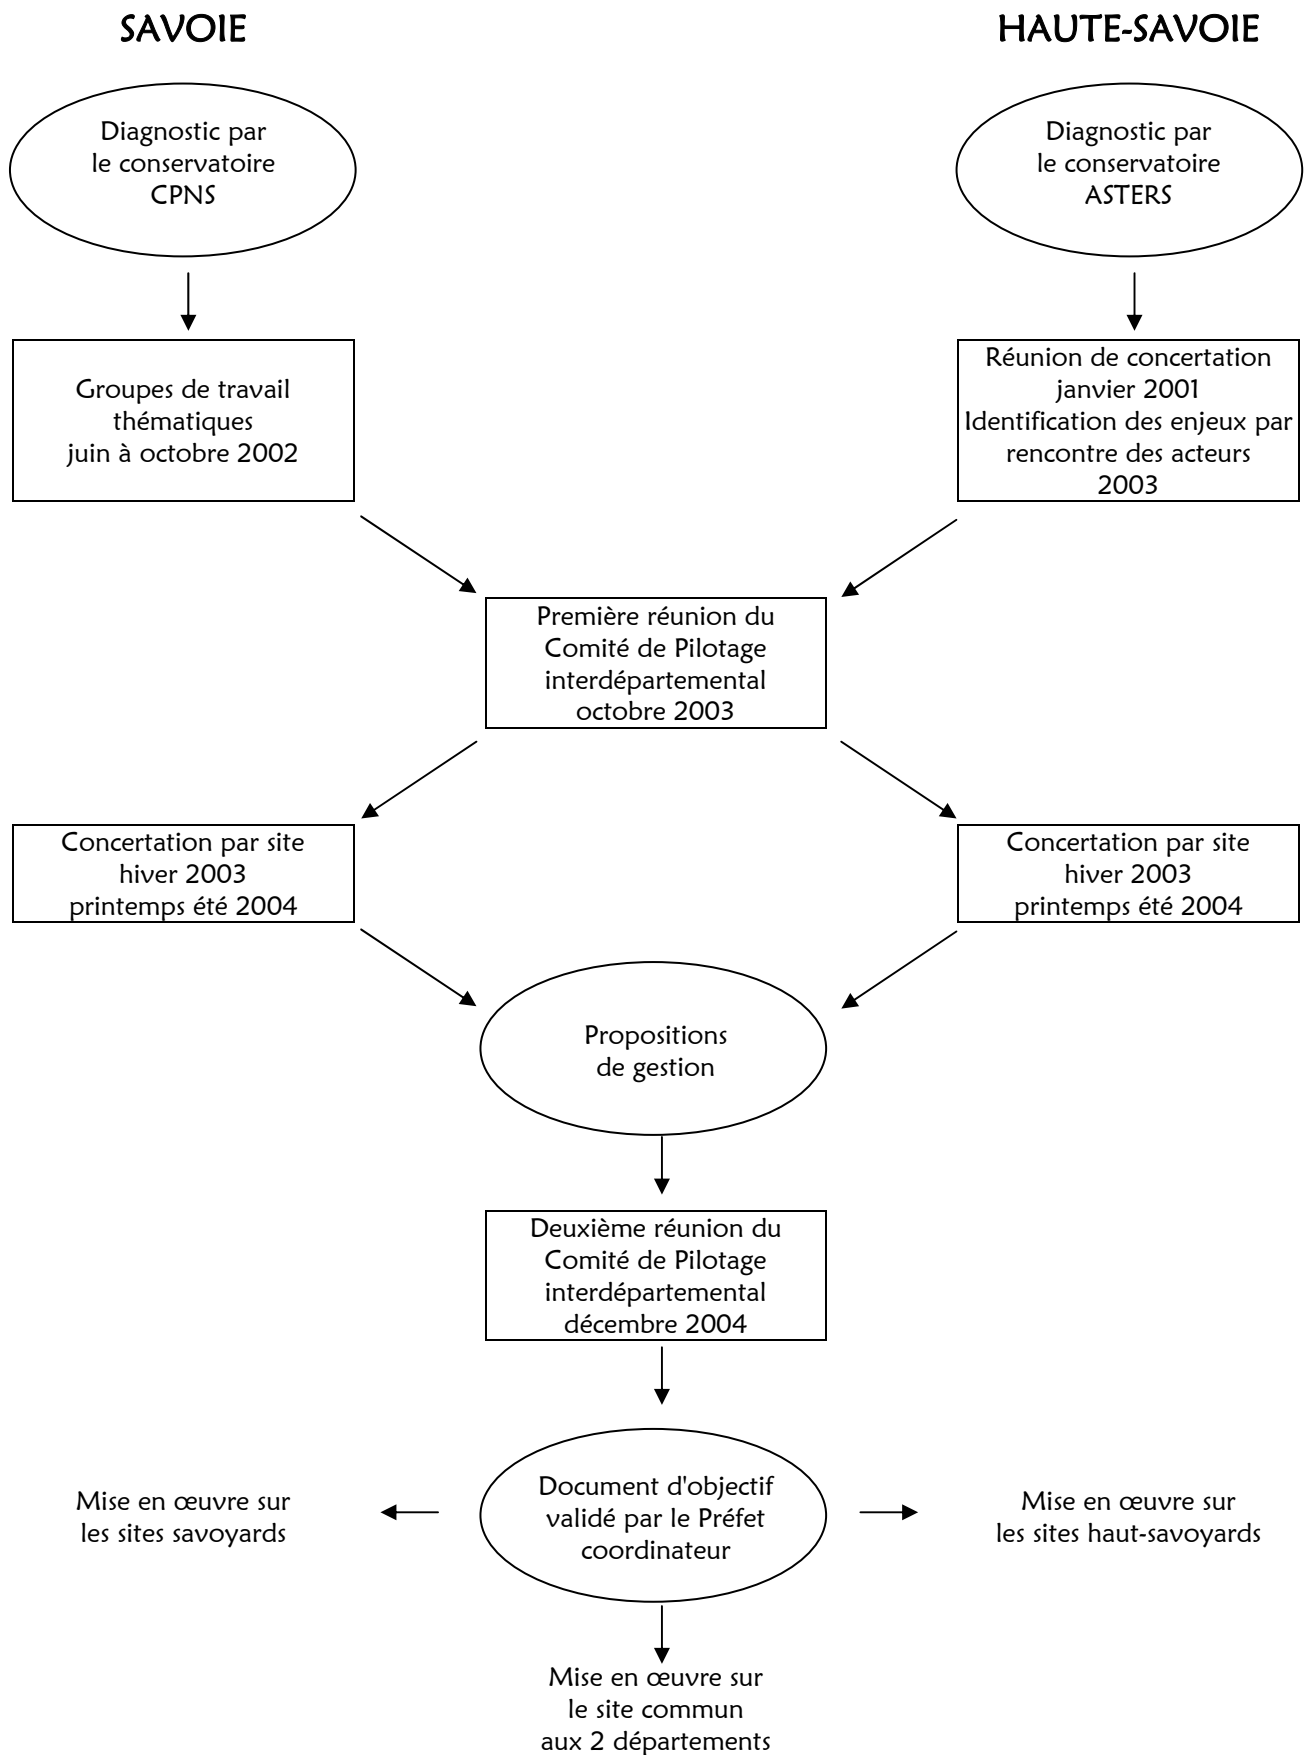 SAVOIE
HAUTE-SAVOIE
Diagnostic par
le conservatoire
CPNS
Diagnostic par
le conservatoire
ASTERS
Groupes de travail
thématiques
juin à octobre 2002
Réunion de concertation
janvier 2001
Identification des enjeux par
rencontre des acteurs
2003
Première réunion du
Comité de Pilotage
interdépartemental
octobre 2003
Concertation par site
hiver 2003
printemps été 2004
Concertation par site
hiver 2003
printemps été 2004
Propositions
de gestion
Deuxième réunion du
Comité de Pilotage
interdépartemental
décembre 2004
Mise en œuvre sur
les sites savoyards
Document d'objectif
validé par le Préfet
coordinateur
Mise en œuvre sur
les sites haut-savoyards
Mise en œuvre sur
le site commun
aux 2 départements